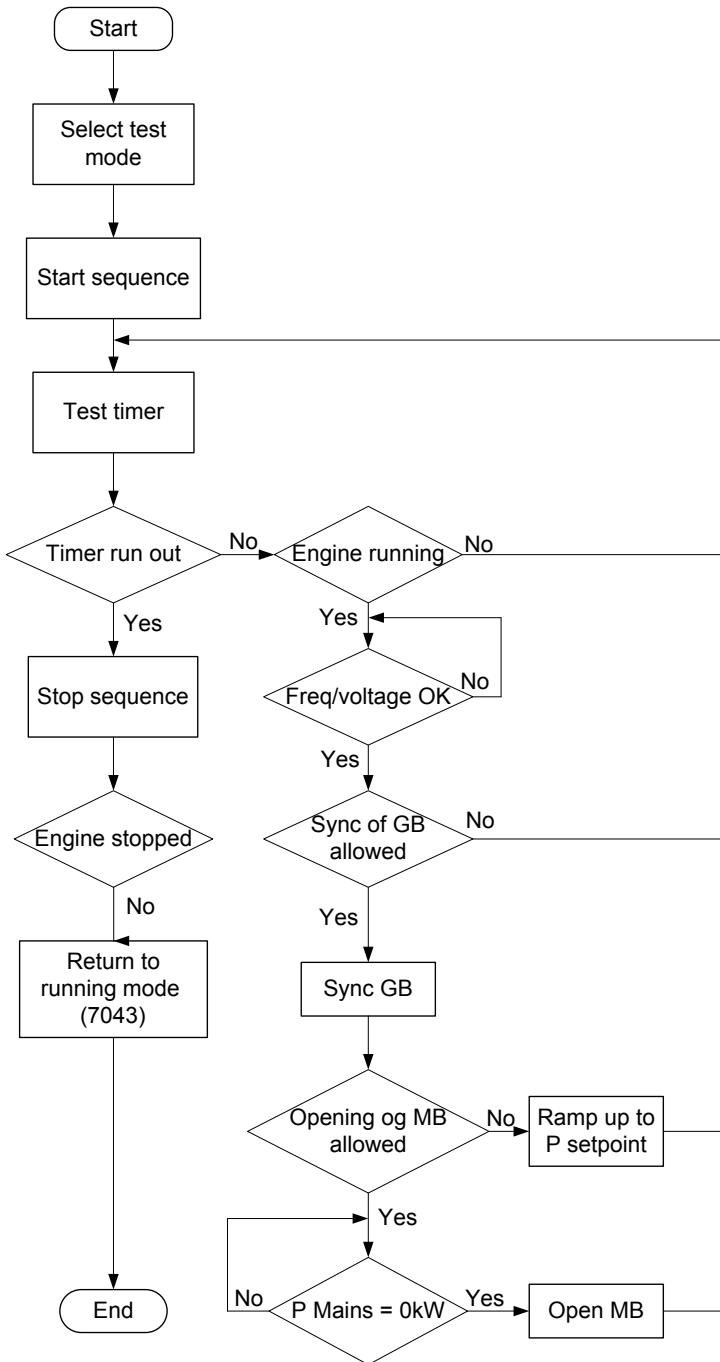 Start
Select test
mode
Start sequence
Test timer
Timer run out
No
Engine running
No
Yes
Yes
Stop sequence
Freq/voltage OK
No
Yes
Engine stopped
Sync of GB
allowed
No
No
Yes
Return to
running mode
(7043)
Sync GB
Opening og MB
allowed
No
Ramp up to
P setpoint
Yes
End
No
P Mains = 0kW
Yes
Open MB